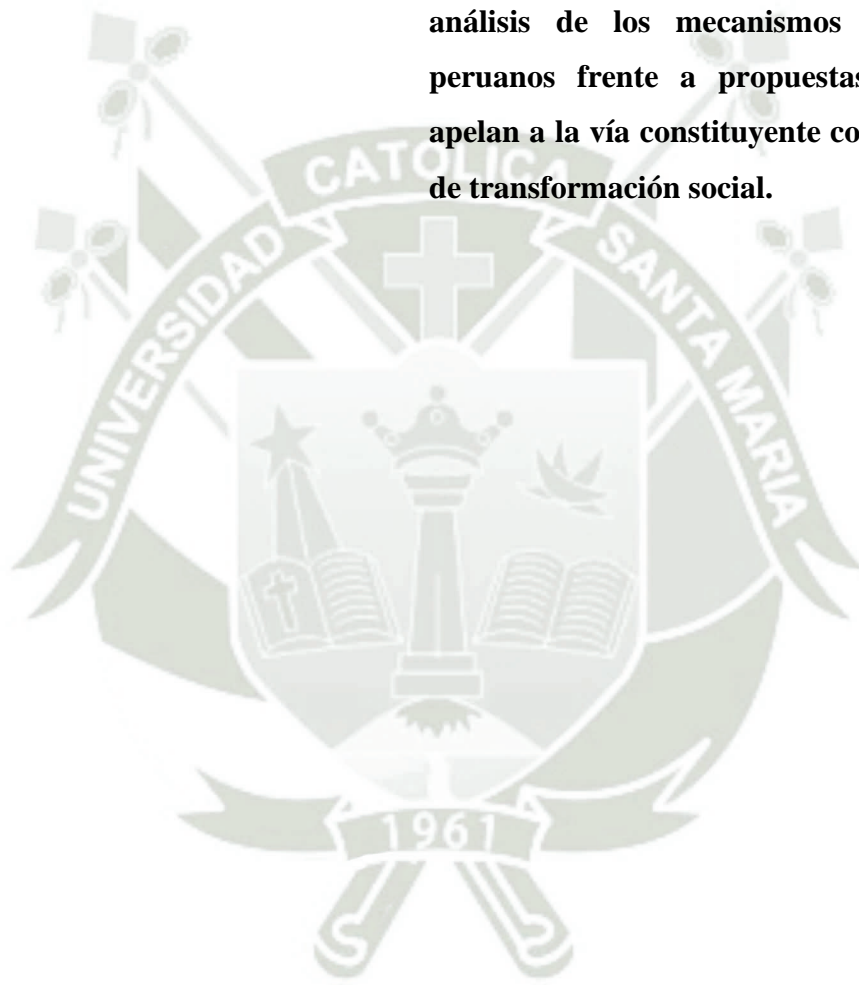 análisis de los mecanismos
peruanos frente a propuestas
apelan a la vía constituyente co
de transformación social.
UNIVERSIDAD CATOLICA SANTA MARIA
1961